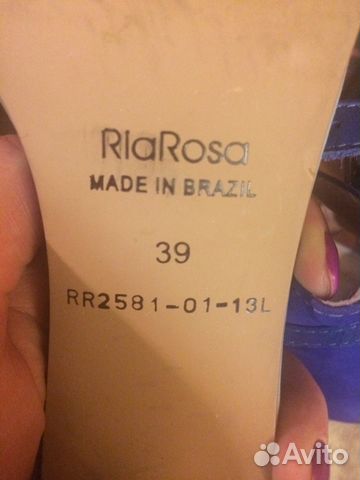 RIaRosa
MADE IN BRAZIL
39
RR2581-01-13L
Avito